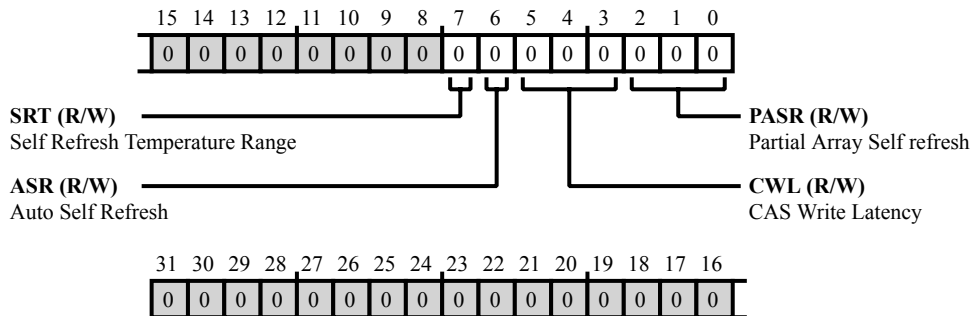 15 14 13 12 11 10 9 8 7 6 5 4 3 2 1 0
0 0 0 0 0 0 0 0 0 0 0 0 0 0 0 0
SRT (R/W)
Self Refresh Temperature Range
PASR (R/W)
Partial Array Self refresh
ASR (R/W)
Auto Self Refresh
CWL (R/W)
CAS Write Latency
31 30 29 28 27 26 25 24 23 22 21 20 19 18 17 16
0 0 0 0 0 0 0 0 0 0 0 0 0 0 0 0